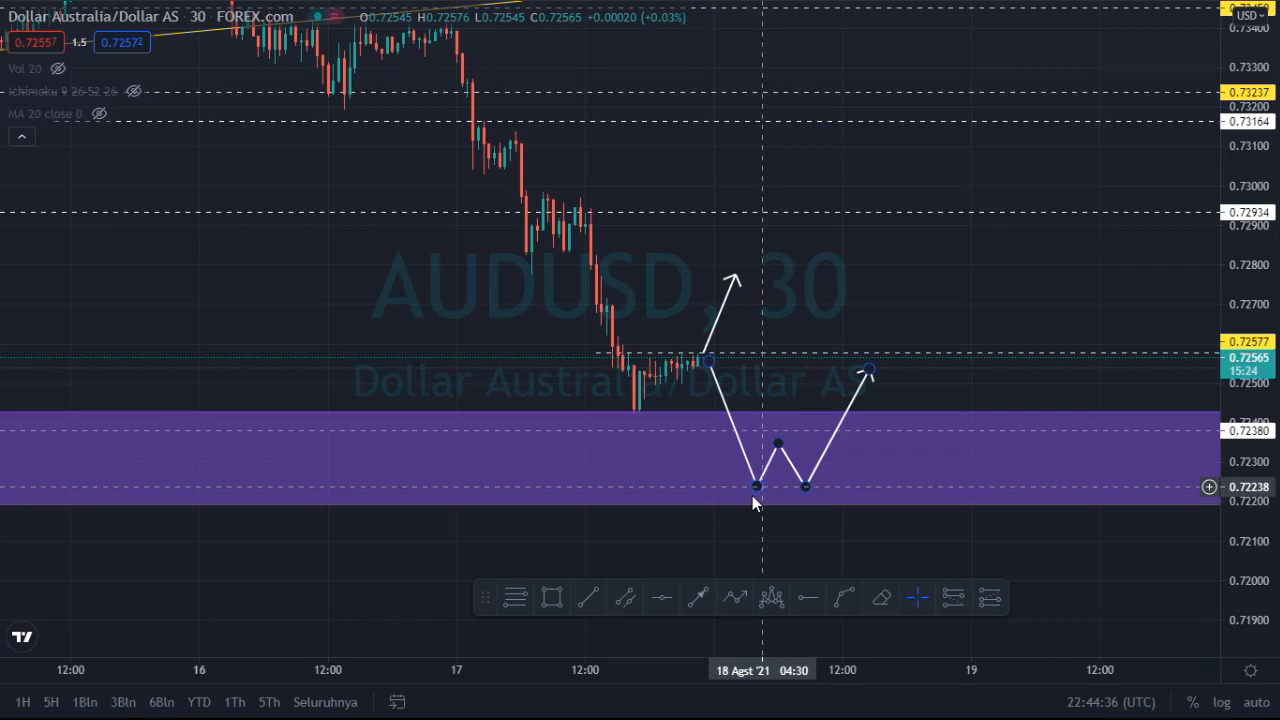 Dollar Australia/Dollar AS · 30 · FOREX.com O0.72545 H0.72576 L0.72545 C0.72565 +0.00020 (+0.03%)
0.72557 1.5 0.72572
Vol 20
Ichimoku 9 26 52 26
MA 20 close 0
USD
0.73400
0.73300
0.73237
0.73200
0.73164
0.73100
0.73000
0.72934
0.72900
0.72800
0.72700
0.72577
0.72565
15:24
0.72500
0.72400
0.72380
0.72300
0.72238
0.72200
0.72100
0.72000
0.71900
AUDUSD, 30
Dollar Australia/Dollar AS
12:00 16 12:00 17 12:00 18 Agst '21 04:30 12:00 19 12:00
1H 5H 1Bln 3Bln 6Bln YTD 1Th 5Th Seluruhnya 22:44:36 (UTC) % log auto